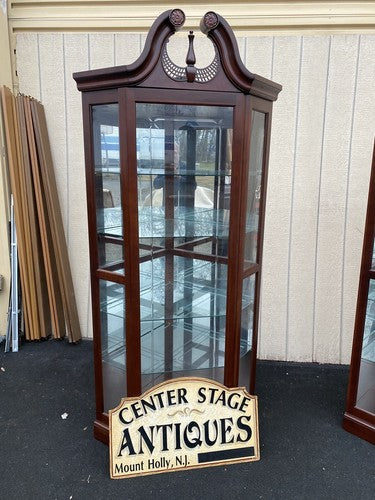 CENTER STAGE
ANTIQUES
Mount Holly, N.J.